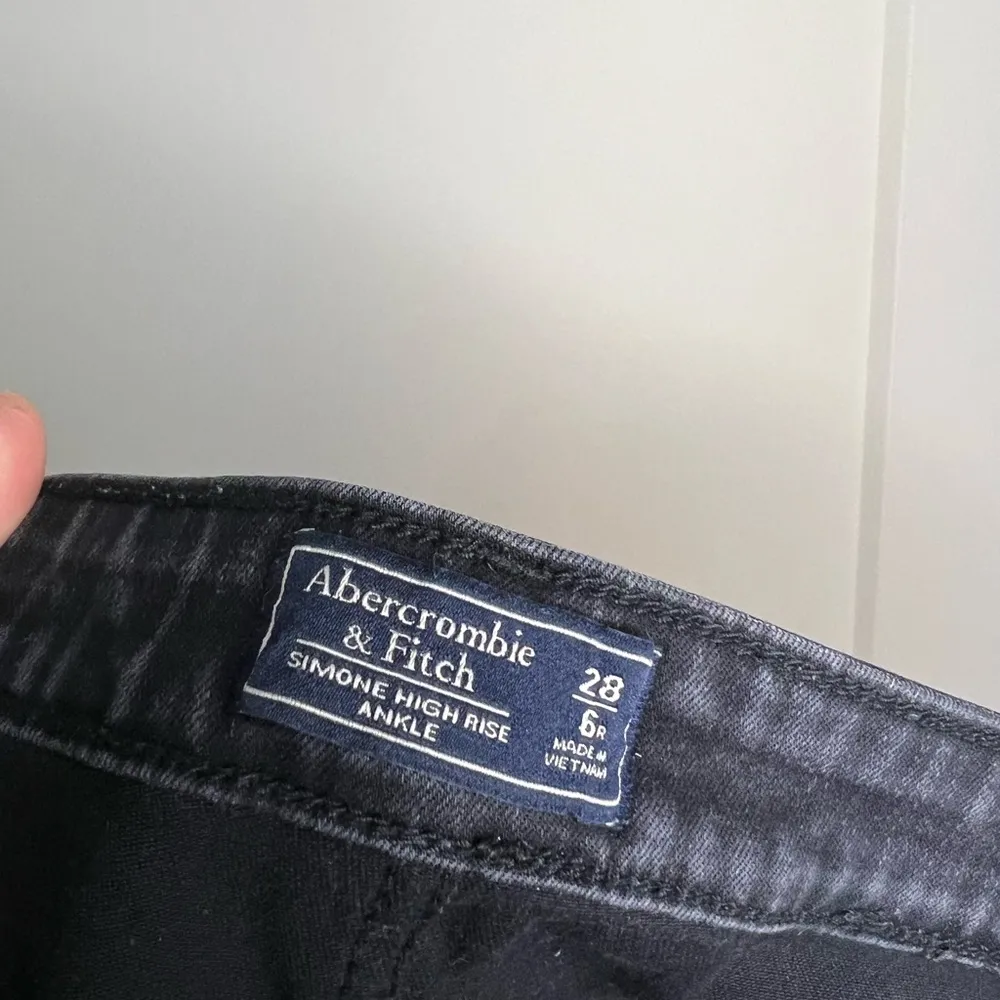 Abercrombie
& Fitch
SIMONE HIGH RISE
ANKLE
28
6R
MADE IN
VIETNAM